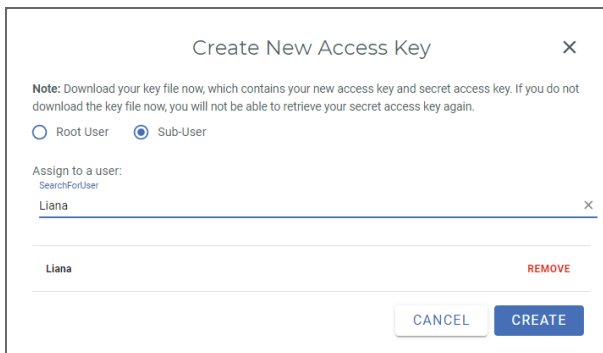 Create New Access Key
Note: Download your key file now, which contains your new access key and secret access key. If you do not
download the key file now, you will not be able to retrieve your secret access key again.
Root User Sub-User
Assign to a user:
SearchForUser
Liana
Liana REMOVE
CANCEL CREATE